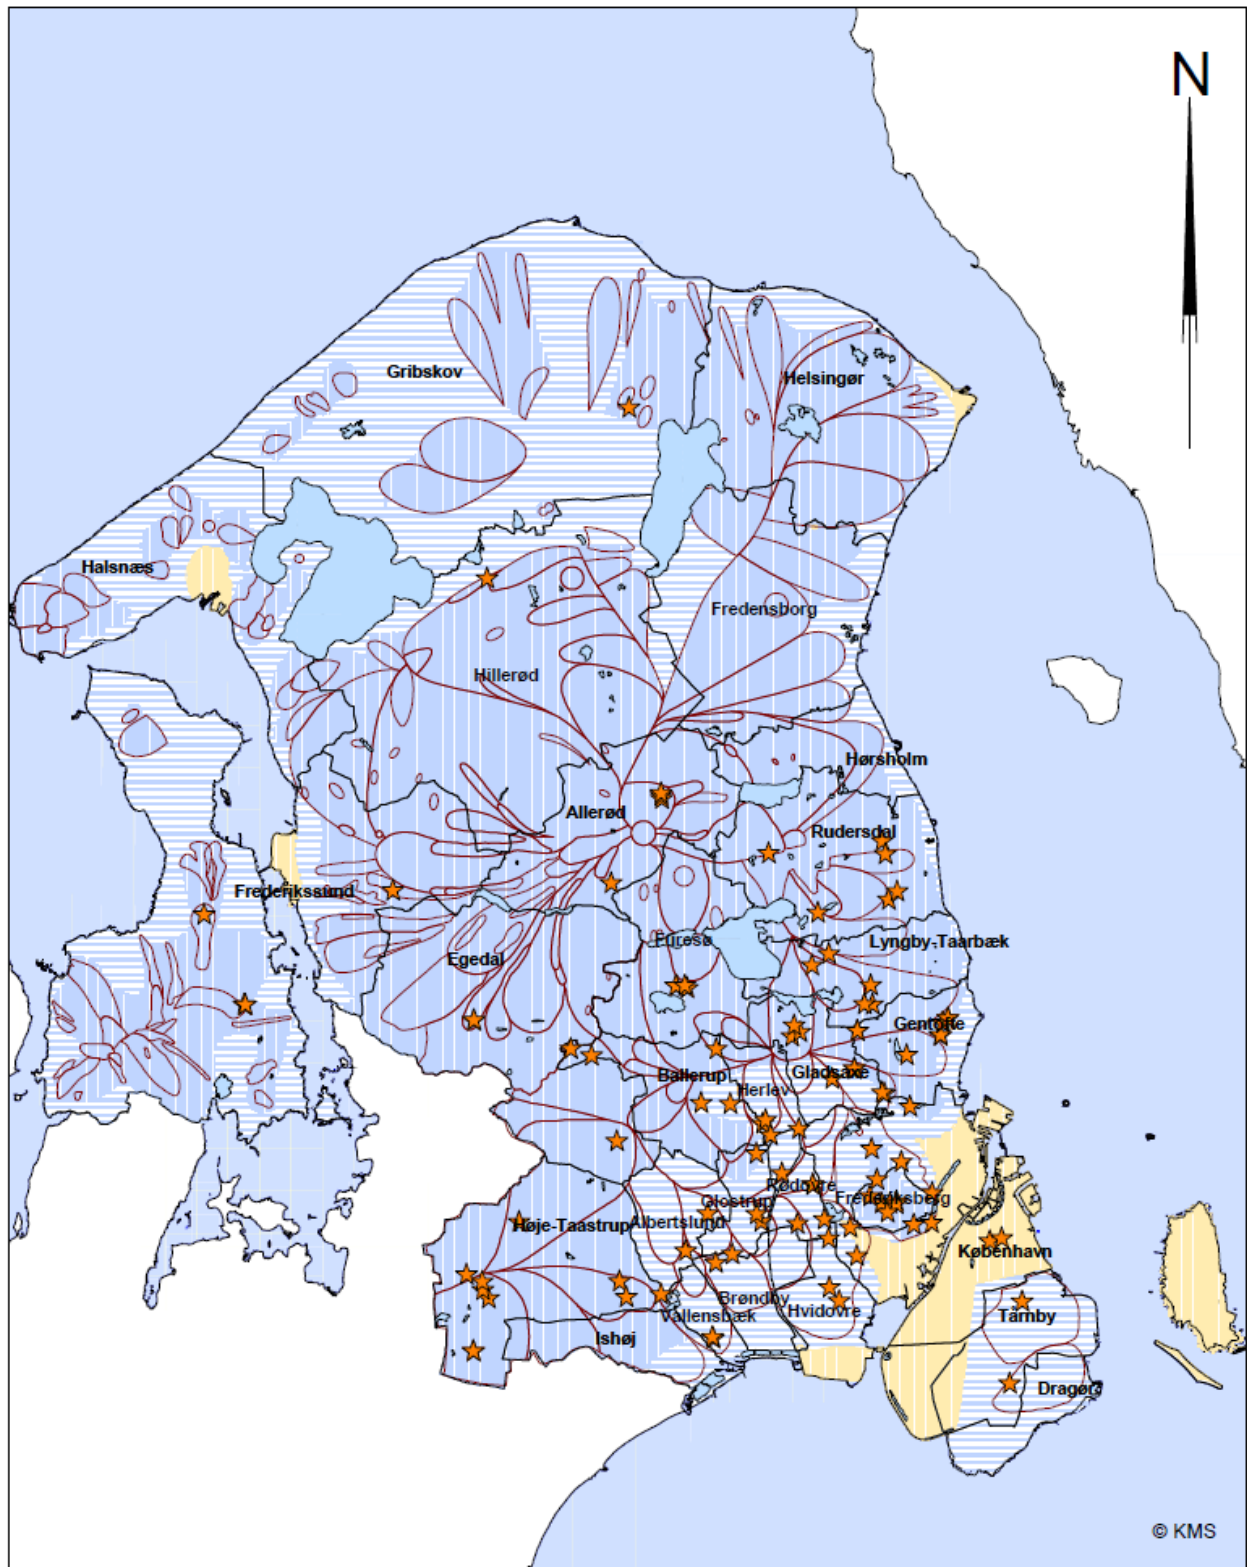 N
Gribskov
Helsingør
Halsnæs
Fredensborg
Hillerød
Hørsholm
Allerød
Rudersdal
Frederikssund
Furesø
Lyngby-Taarbæk
Egedal
Gentofte
Gladsaxe
Ballerup
Herlev
Rødovre
Frederiksberg
Glostrup
Albertslund
Høje-Taastrup
København
Brøndby
Hvidovre
Vallensbæk
Tårnby
Ishøj
Dragør
© KMS